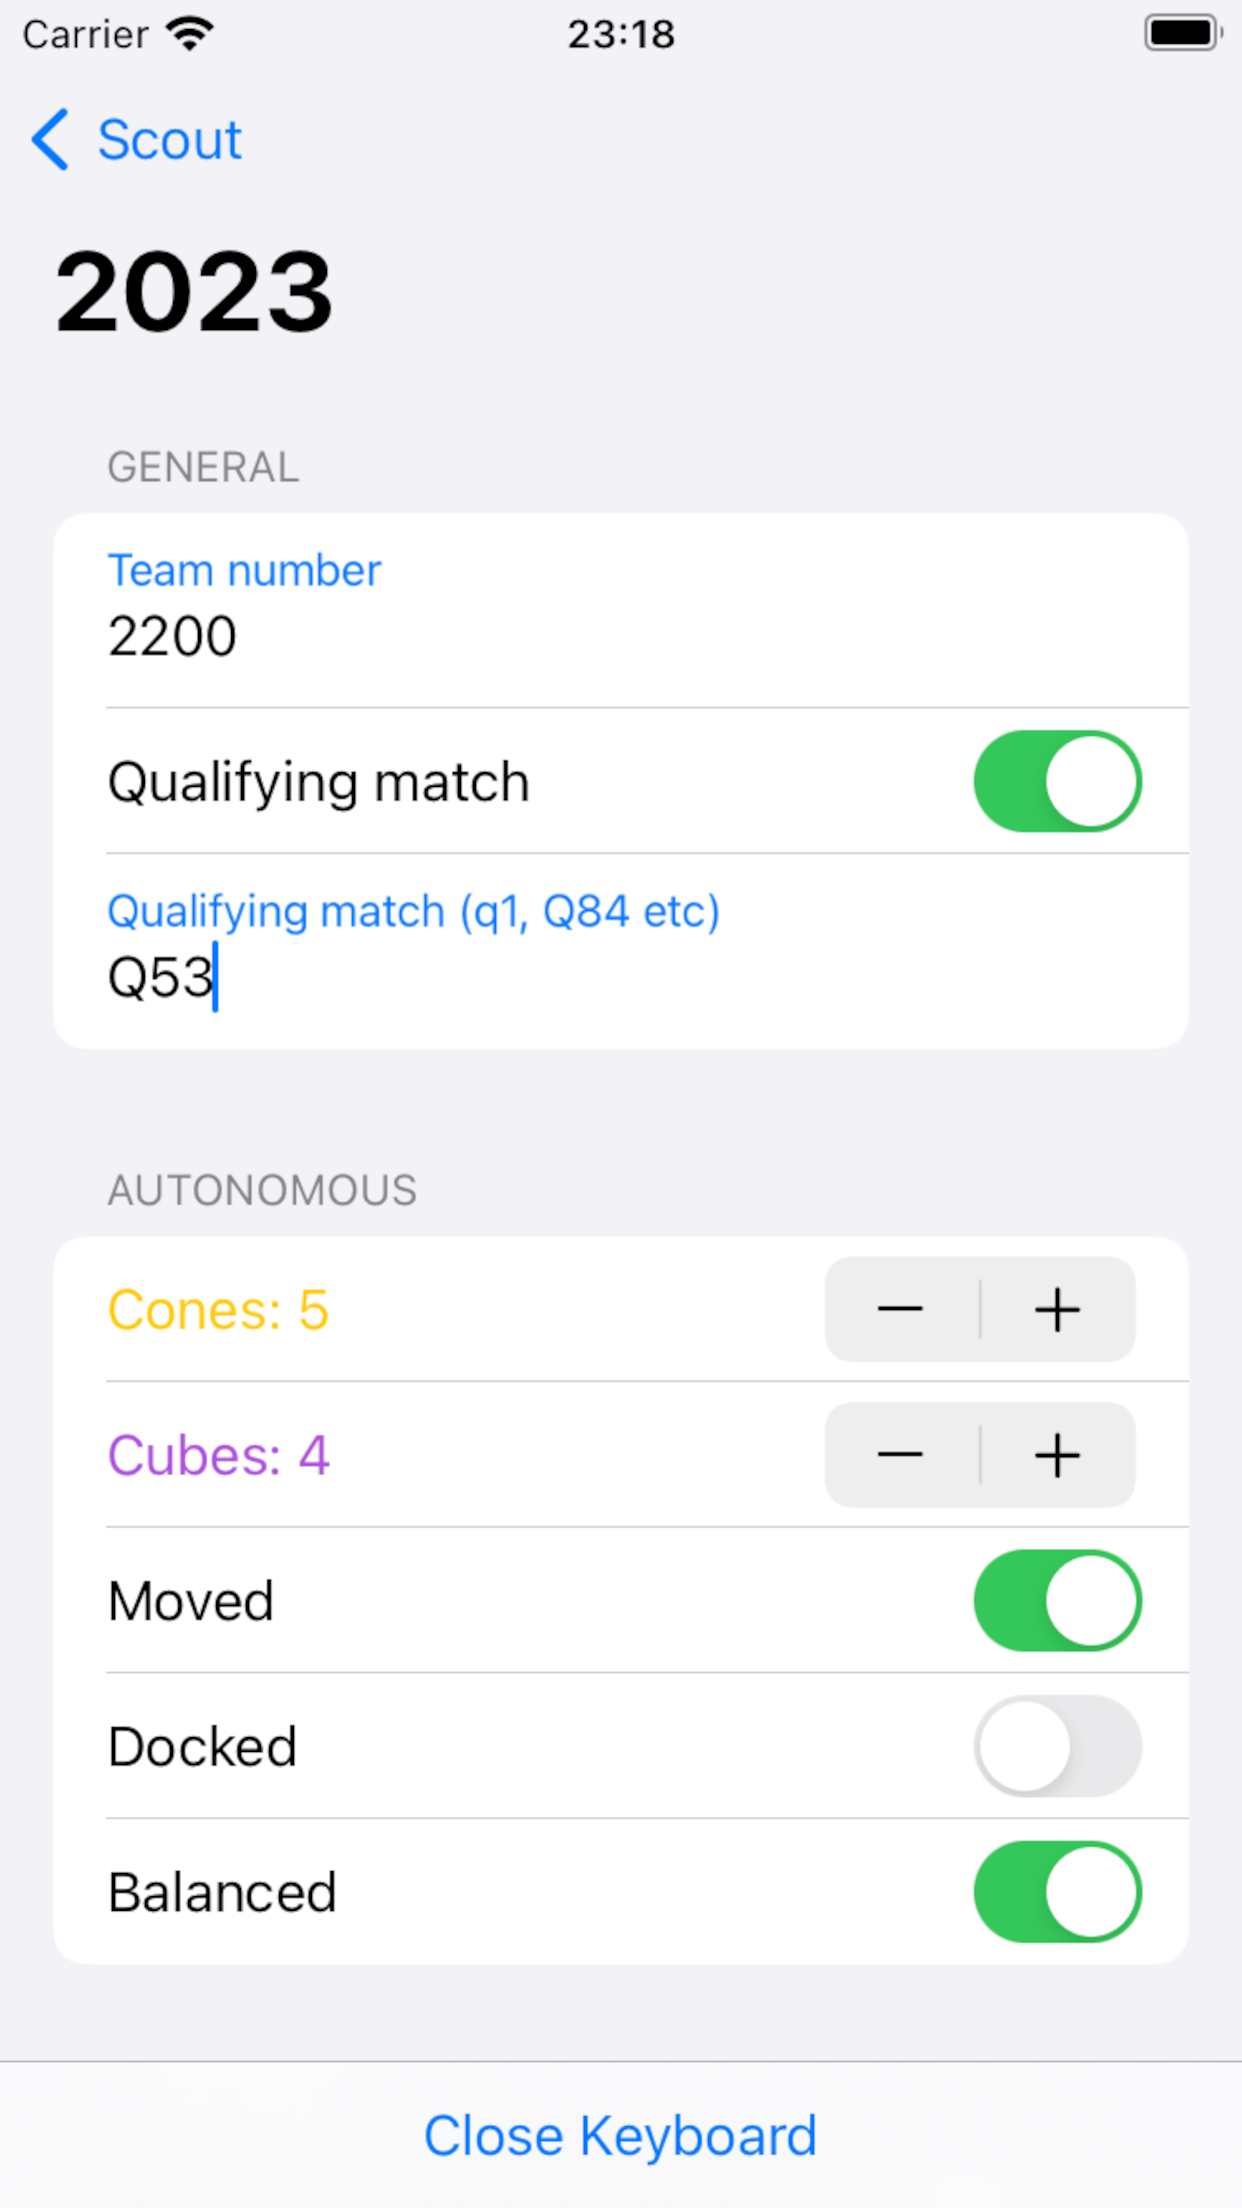 Carrier 23:18
Scout
2023
GENERAL
Team number
2200
Qualifying match
Qualifying match (q1, Q84 etc)
Q53
AUTONOMOUS
Cones: 5
Cubes: 4
Moved
Docked
Balanced
Close Keyboard